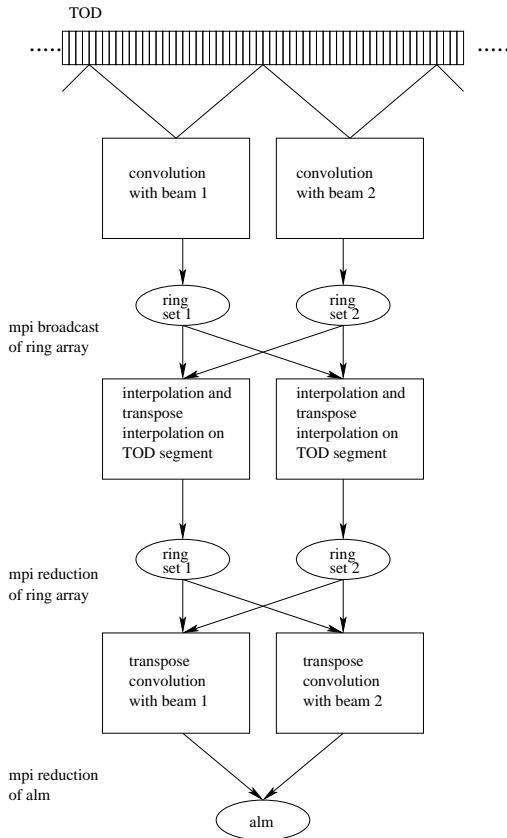 TOD
convolution
with beam 1
convolution
with beam 2
ring
set 1
ring
set 2
mpi broadcast
of ring array
interpolation and
transpose
interpolation on
TOD segment
interpolation and
transpose
interpolation on
TOD segment
ring
set 1
ring
set 2
mpi reduction
of ring array
transpose
convolution
with beam 1
transpose
convolution
with beam 2
mpi reduction
of alm
alm